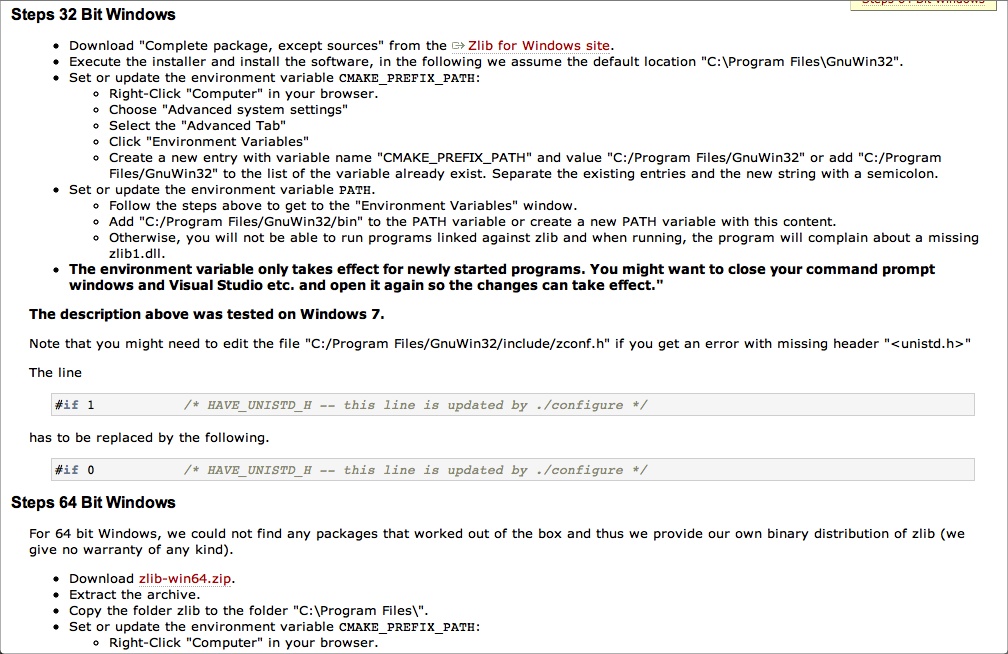 Steps 64 Bit Windows
Steps 32 Bit Windows
Download "Complete package, except sources" from the Zlib for Windows site.
Execute the installer and install the software, in the following we assume the default location "C:\Program Files\GnuWin32".
Set or update the environment variable CMAKE_PREFIX_PATH:
Right-Click "Computer" in your browser.
Choose "Advanced system settings"
Select the "Advanced Tab"
Click "Environment Variables"
Create a new entry with variable name "CMAKE_PREFIX_PATH" and value "C:/Program Files/GnuWin32" or add "C:/Program
Files/GnuWin32" to the list of the variable already exist. Separate the existing entries and the new string with a semicolon.
Set or update the environment variable PATH.
Follow the steps above to get to the "Environment Variables" window.
Add "C:/Program Files/GnuWin32/bin" to the PATH variable or create a new PATH variable with this content.
Otherwise, you will not be able to run programs linked against zlib and when running, the program will complain about a missing
zlib1.dll.
The environment variable only takes effect for newly started programs. You might want to close your command prompt
windows and Visual Studio etc. and open it again so the changes can take effect."
The description above was tested on Windows 7.
Note that you might need to edit the file "C:/Program Files/GnuWin32/include/zconf.h" if you get an error with missing header "<unistd.h>"
The line
#if 1 /* HAVE_UNISTD_H -- this line is updated by ./configure */
has to be replaced by the following.
#if 0 /* HAVE_UNISTD_H -- this line is updated by ./configure */
Steps 64 Bit Windows
For 64 bit Windows, we could not find any packages that worked out of the box and thus we provide our own binary distribution of zlib (we
give no warranty of any kind).
Download zlib-win64.zip.
Extract the archive.
Copy the folder zlib to the folder "C:\Program Files\".
Set or update the environment variable CMAKE_PREFIX_PATH:
Right-Click "Computer" in your browser.